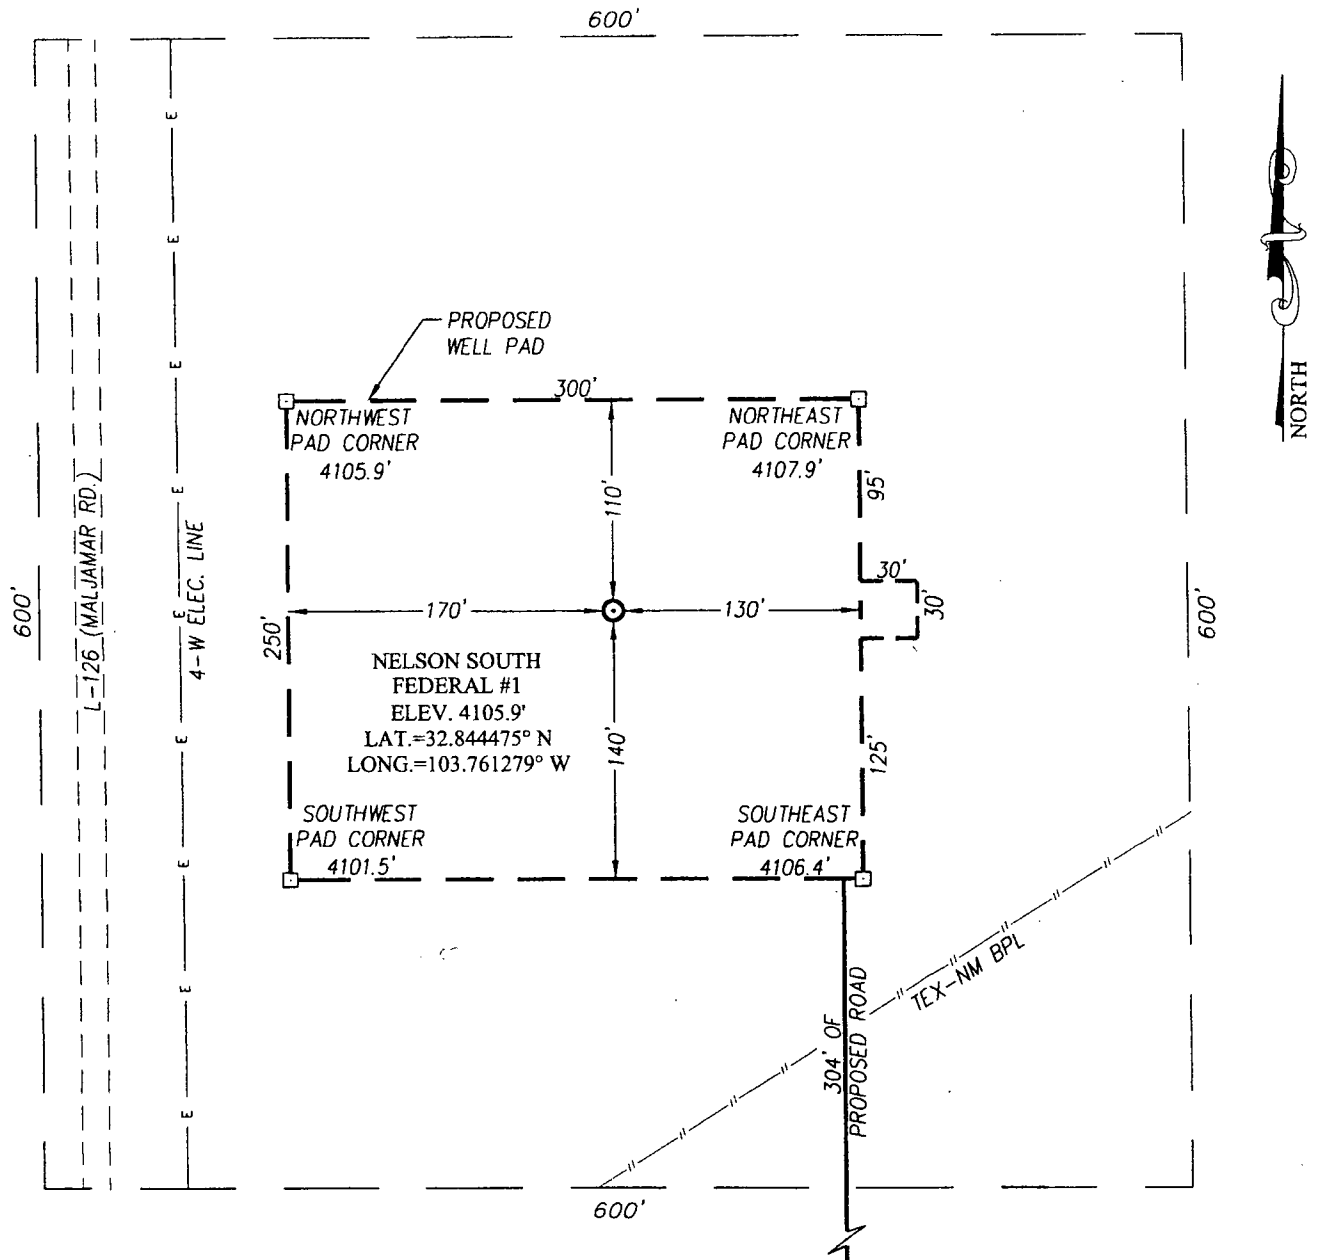 600'
PROPOSED
WELL PAD
300'
NORTHWEST
PAD CORNER
4105.9'
NORTHEAST
PAD CORNER
4107.9'
NORTH
110'
95'
30'
30'
600'
L-126 (MALJAMAR RD.)
E
E
E
E
E
E
E
E
E
4-W ELEC. LINE
250'
170'
130'
600'
NELSON SOUTH
FEDERAL #1
ELEV. 4105.9'
LAT.=32.844475° N
LONG.=103.761279° W
140'
125'
SOUTHWEST
PAD CORNER
4101.5'
SOUTHEAST
PAD CORNER
4106.4'
TEX-NM BPL
304' OF
PROPOSED ROAD
600'